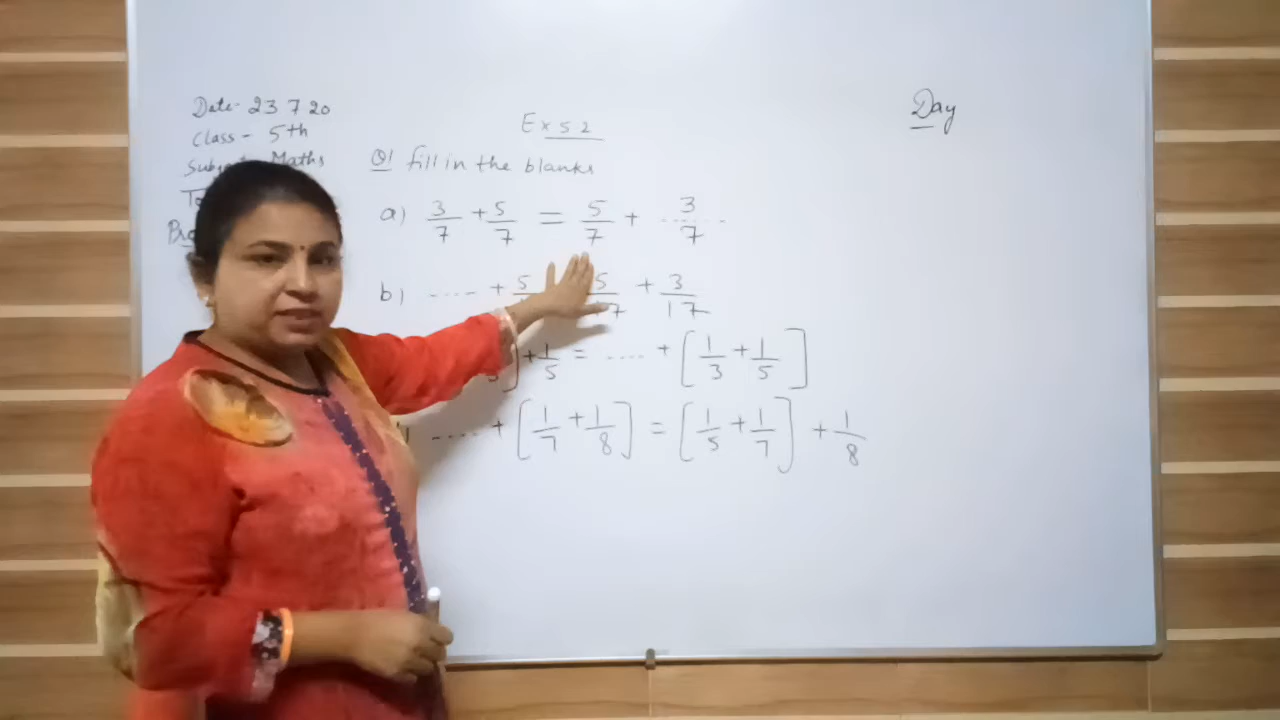 Date- 23 7 20
Class - 5th
Maths
Day
Ex 5 2
Q1 fill in the blanks
a) 3/7 + 5/7 = 5/7 + 3/7
b) ..... + 5/ 5/17 + 3/17
] + 1/5 = ..... + [1/3 + 1/5]
..... + [1/7 + 1/8] = [1/5 + 1/7] + 1/8